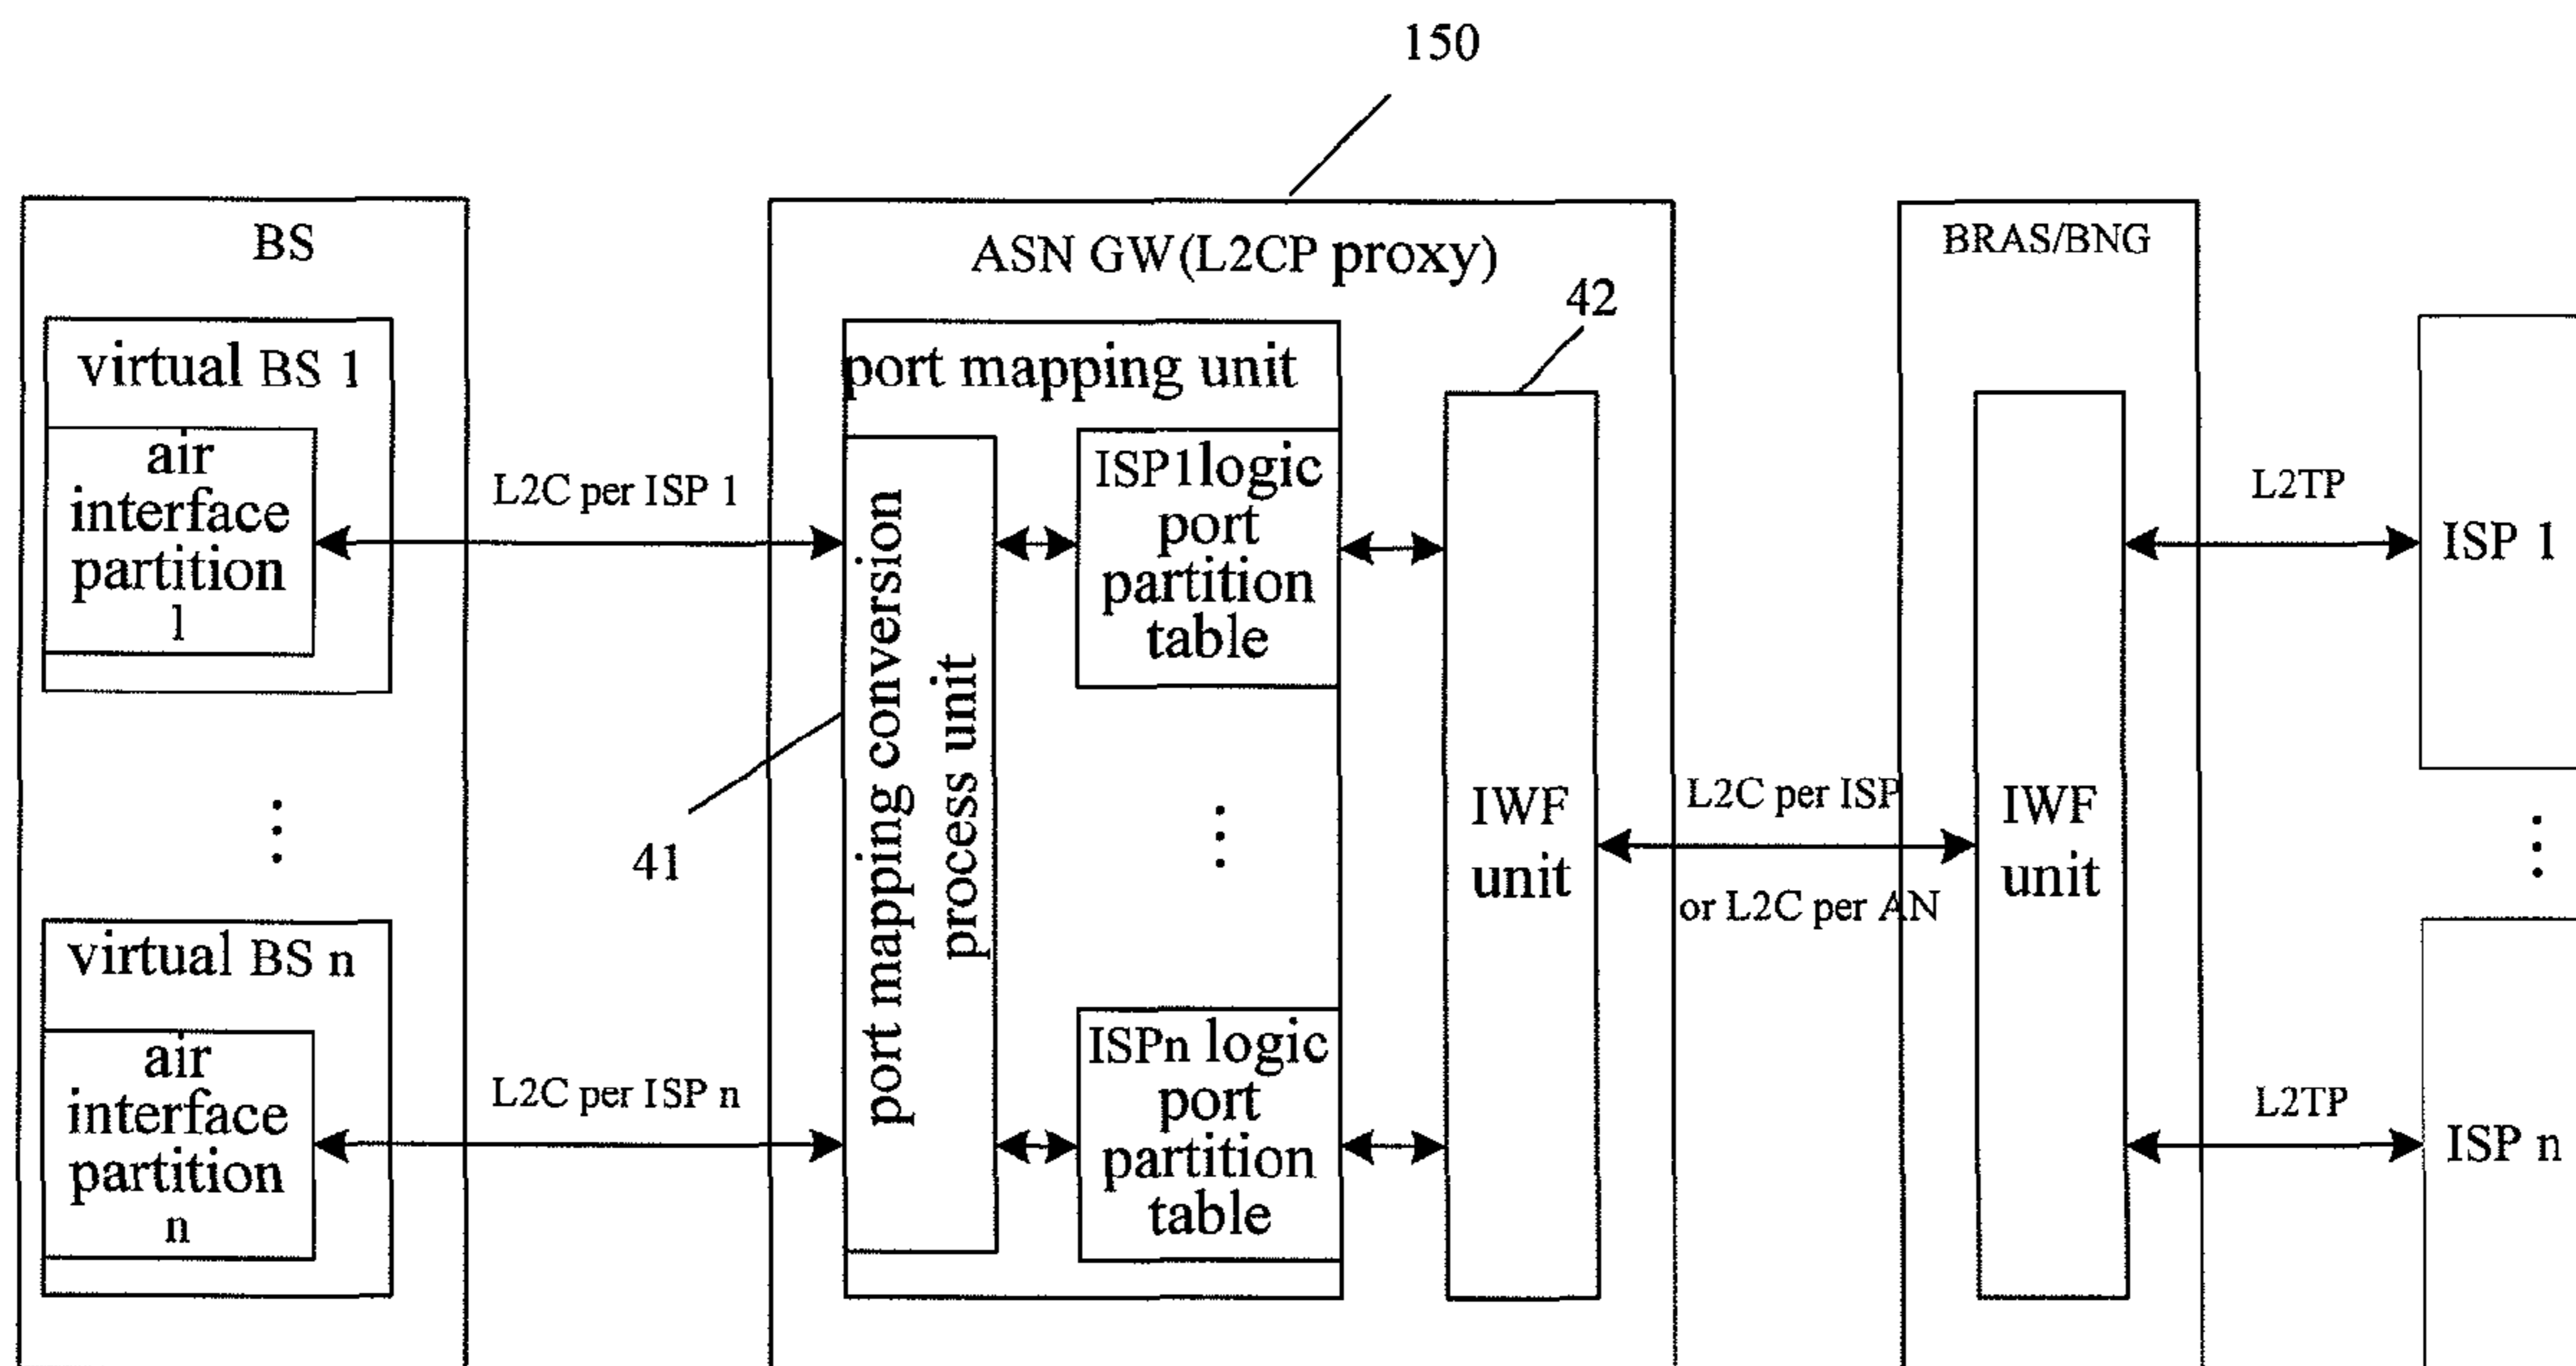 150
BS
virtual BS 1
air
interface
partition
1
L2C per ISP 1
ASN GW(L2CP proxy)
42
port mapping unit
port mapping conversion
process unit
41
ISP1logic
port
partition
table
IWF
unit
L2C per ISP
or L2C per AN
BRAS/BNG
IWF
unit
L2TP
ISP 1
virtual BS n
air
interface
partition
n
L2C per ISP n
ISPn logic
port
partition
table
L2TP
ISP n